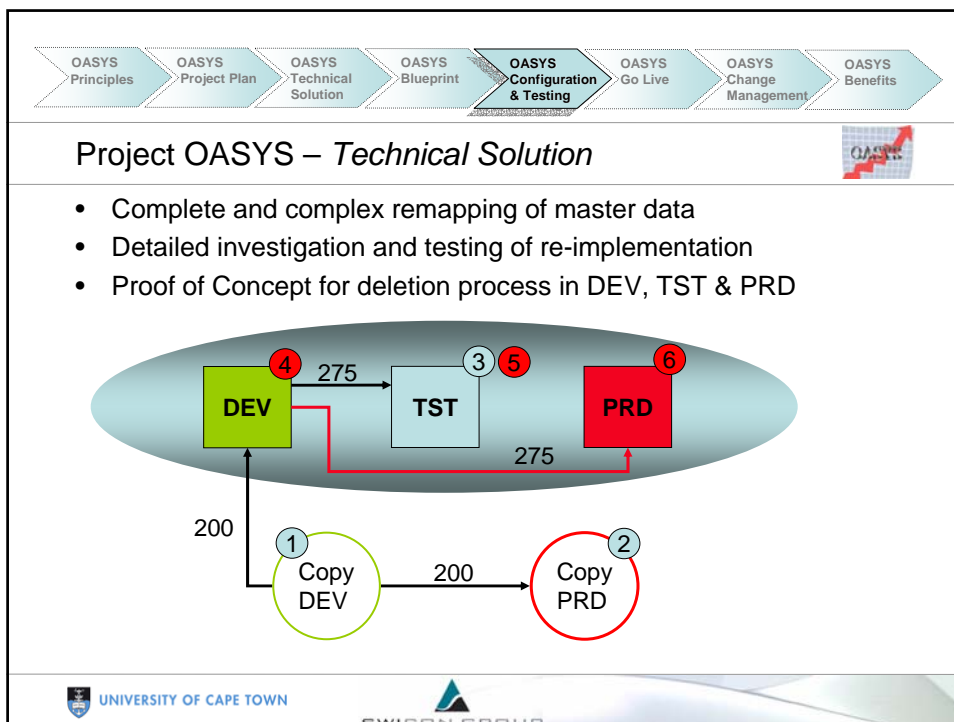 OASYS Principles
OASYS Project Plan
OASYS Technical Solution
OASYS Blueprint
OASYS Configuration & Testing
OASYS Go Live
OASYS Change Management
OASYS Benefits
Project OASYS – Technical Solution
OASYS
• Complete and complex remapping of master data
• Detailed investigation and testing of re-implementation
• Proof of Concept for deletion process in DEV, TST & PRD
4
275
3
5
6
DEV
TST
PRD
275
200
1
2
Copy
DEV
200
Copy
PRD
UNIVERSITY OF CAPE TOWN